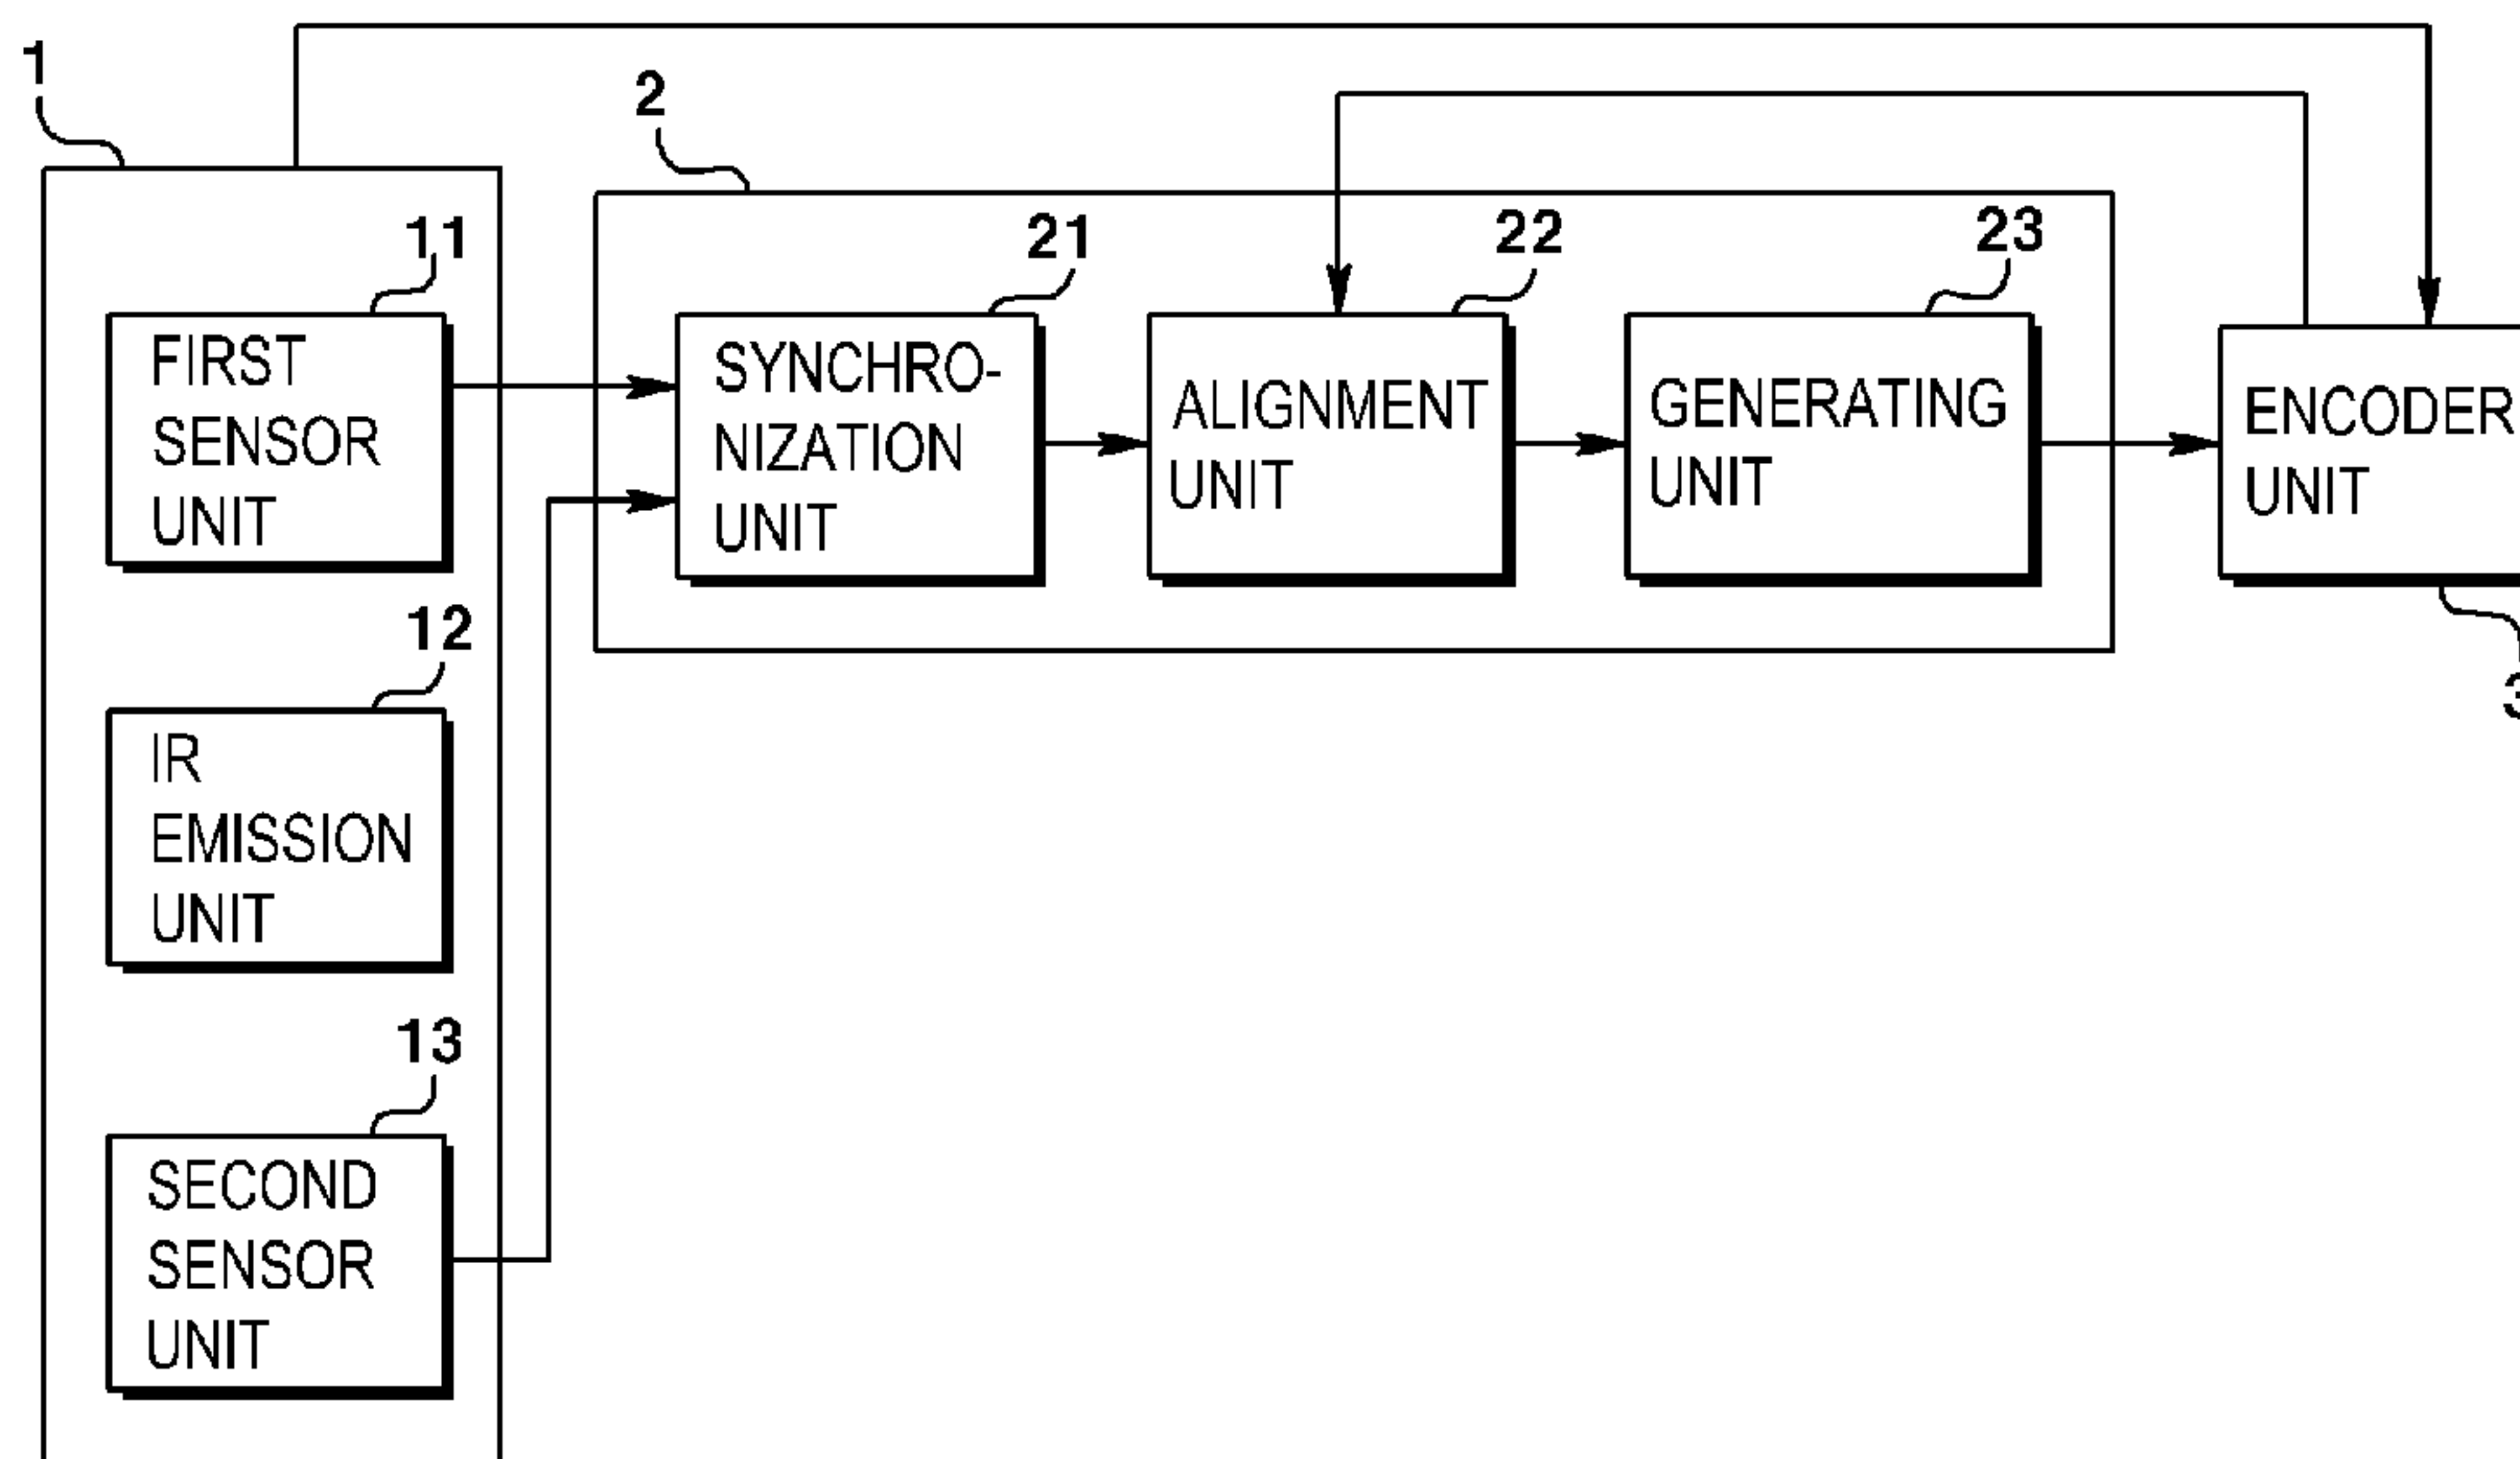 1
2
11
21
22
23
FIRST
SENSOR
UNIT
SYNCHRO-
NIZATION
UNIT
ALIGNMENT
UNIT
GENERATING
UNIT
ENCODER
UNIT
12
IR
EMISSION
UNIT
13
SECOND
SENSOR
UNIT